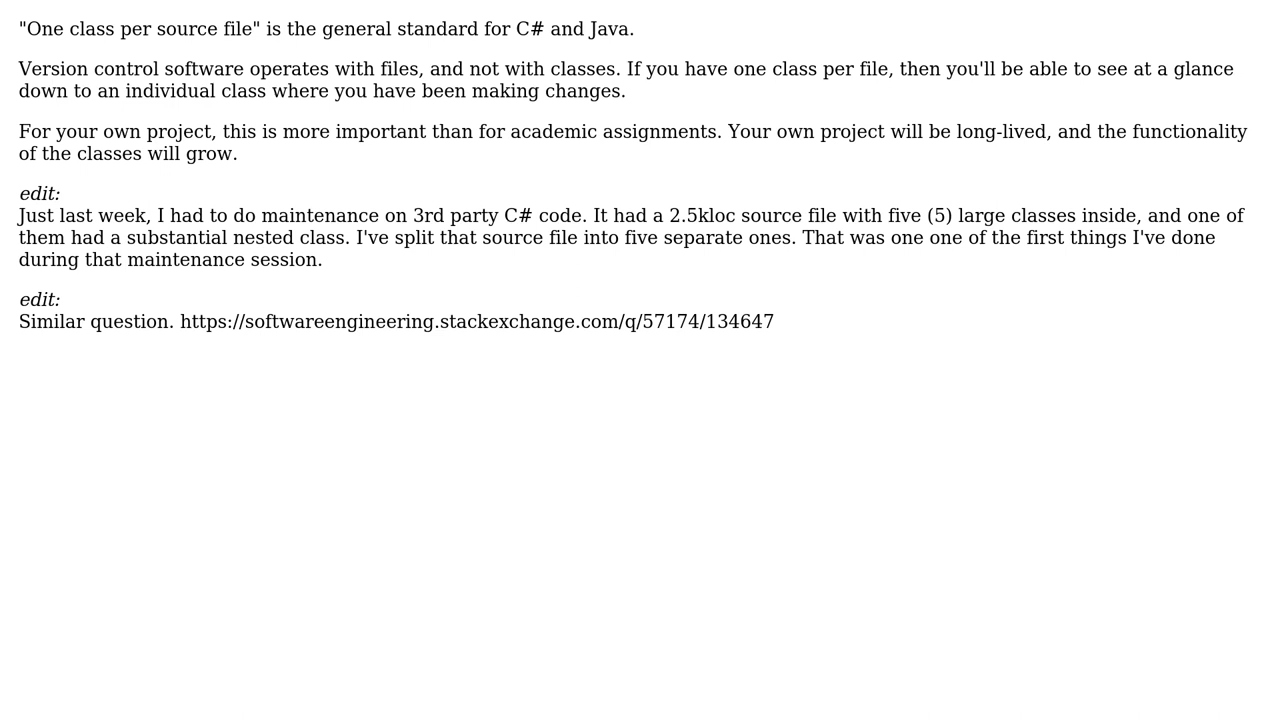 "One class per source file" is the general standard for C# and Java.
Version control software operates with files, and not with classes. If you have one class per file, then you'll be able to see at a glance
down to an individual class where you have been making changes.
For your own project, this is more important than for academic assignments. Your own project will be long-lived, and the functionality
of the classes will grow.
edit:
Just last week, I had to do maintenance on 3rd party C# code. It had a 2.5kloc source file with five (5) large classes inside, and one of
them had a substantial nested class. I've split that source file into five separate ones. That was one one of the first things I've done
during that maintenance session.
edit:
Similar question. https://softwareengineering.stackexchange.com/q/57174/134647